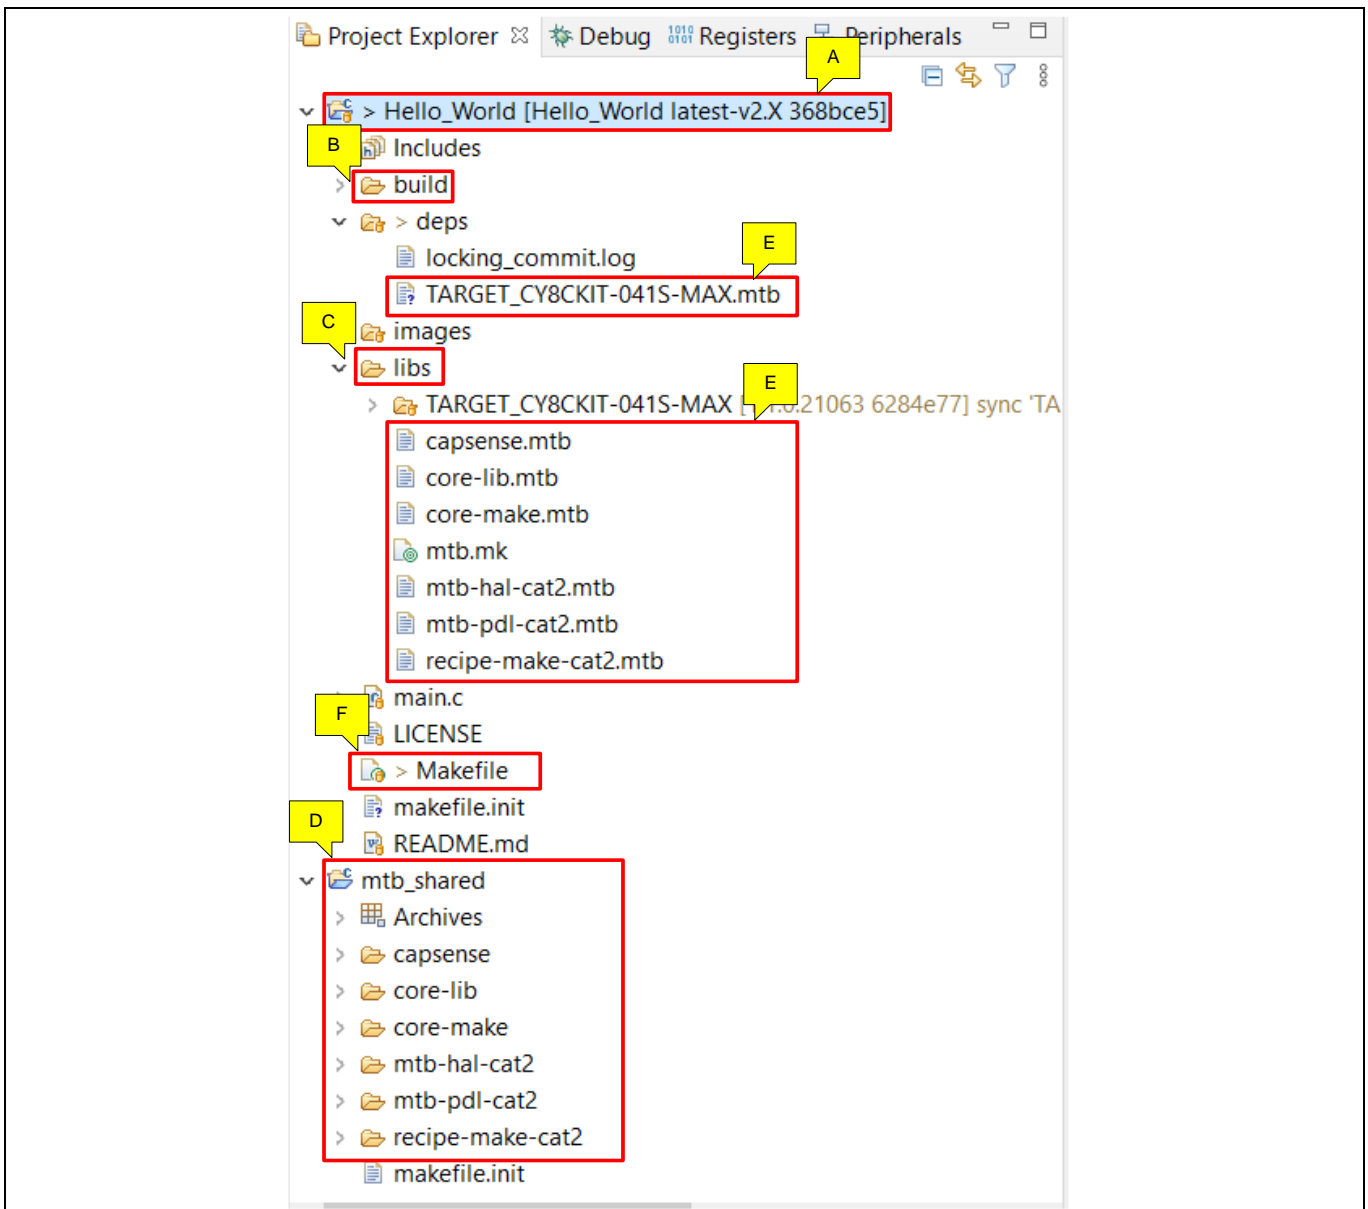 Project Explorer Debug Registers Peripherals
A
> Hello_World [Hello_World latest-v2.X 368bce5]
B
Includes
build
> deps
locking_commit.log
E
TARGET_CY8CKIT-041S-MAX.mtb
C
images
libs
E
TARGET_CY8CKIT-041S-MAX .21063 6284e77] sync 'TA
capsense.mtb
core-lib.mtb
core-make.mtb
mtb.mk
mtb-hal-cat2.mtb
mtb-pdl-cat2.mtb
recipe-make-cat2.mtb
main.c
F
LICENSE
> Makefile
makefile.init
D
README.md
mtb_shared
Archives
capsense
core-lib
core-make
mtb-hal-cat2
mtb-pdl-cat2
recipe-make-cat2
makefile.init